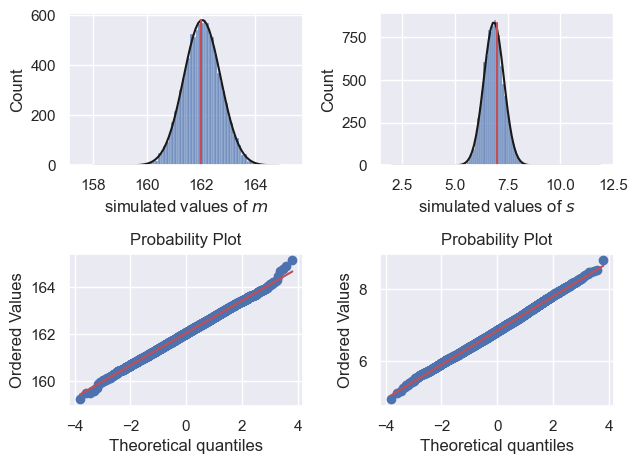 600
400
200
0
Count
158 160 162 164
simulated values of m
750
500
250
0
Count
2.5 5.0 7.5 10.0 12.5
simulated values of s
Probability Plot
164
162
160
Ordered Values
−4 −2 0 2 4
Theoretical quantiles
Probability Plot
8
6
Ordered Values
−4 −2 0 2 4
Theoretical quantiles